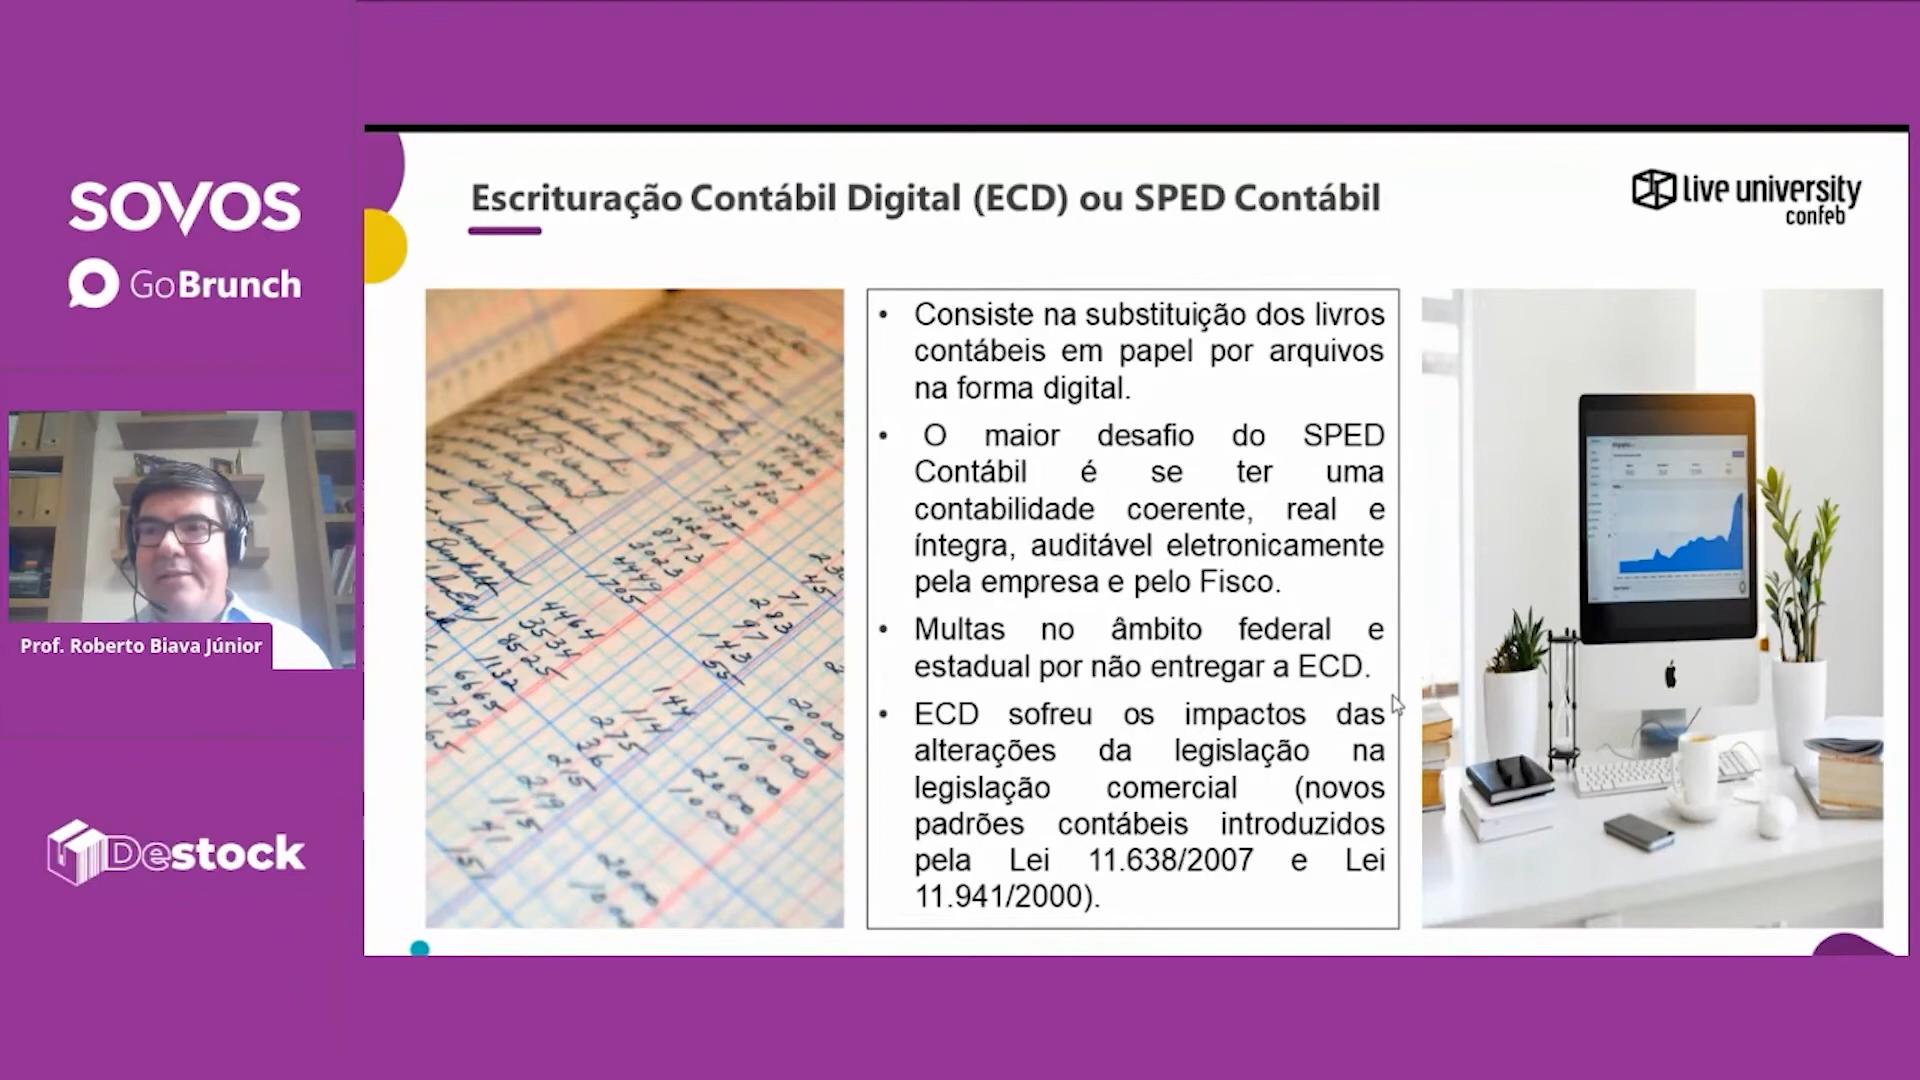 SOVOS
GoBrunch
Prof. Roberto Biava Júnior
Destock
Escrituração Contábil Digital (ECD) ou SPED Contábil
live university
confeb
• Consiste na substituição dos livros
contábeis em papel por arquivos
na forma digital.
• O maior desafio do SPED
Contábil é se ter uma
contabilidade coerente, real e
íntegra, auditável eletronicamente
pela empresa e pelo Fisco.
• Multas no âmbito federal e
estadual por não entregar a ECD.
• ECD sofreu os impactos das
alterações da legislação na
legislação comercial (novos
padrões contábeis introduzidos
pela Lei 11.638/2007 e Lei
11.941/2000).